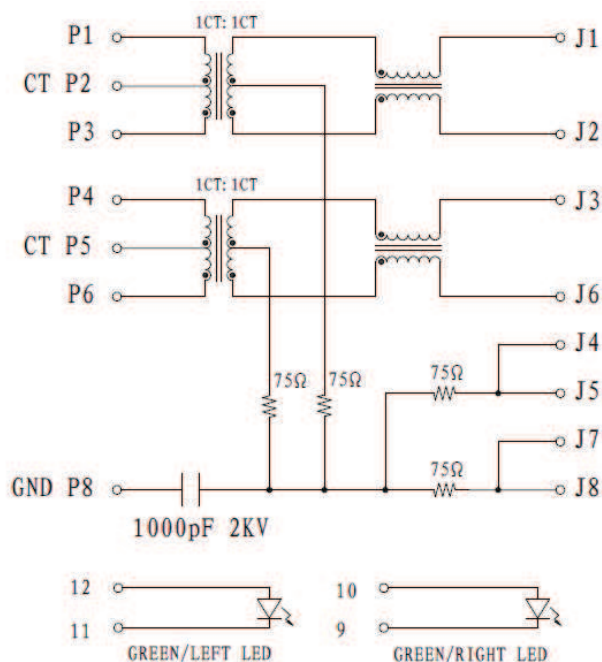 1CT: 1CT
P1 J1
CT P2
P3 J2
1CT: 1CT
P4 J3
CT P5
P6 J6
J4
75Ω 75Ω 75Ω J5
J7
75Ω
GND P8 J8
1000pF 2KV
12 10
11 9
GREEN/LEFT LED GREEN/RIGHT LED